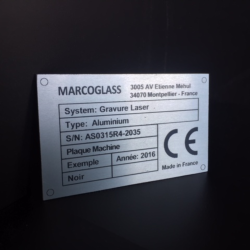 MARCOGLASS
3005 AV Etienne Méhul
34070 Montpellier - France
System: Gravure Laser
Type: Aluminium
S/N: AS0315R4-2035
Plaque Machine
Exemple
Année: 2016
Noir
CE
Made in France